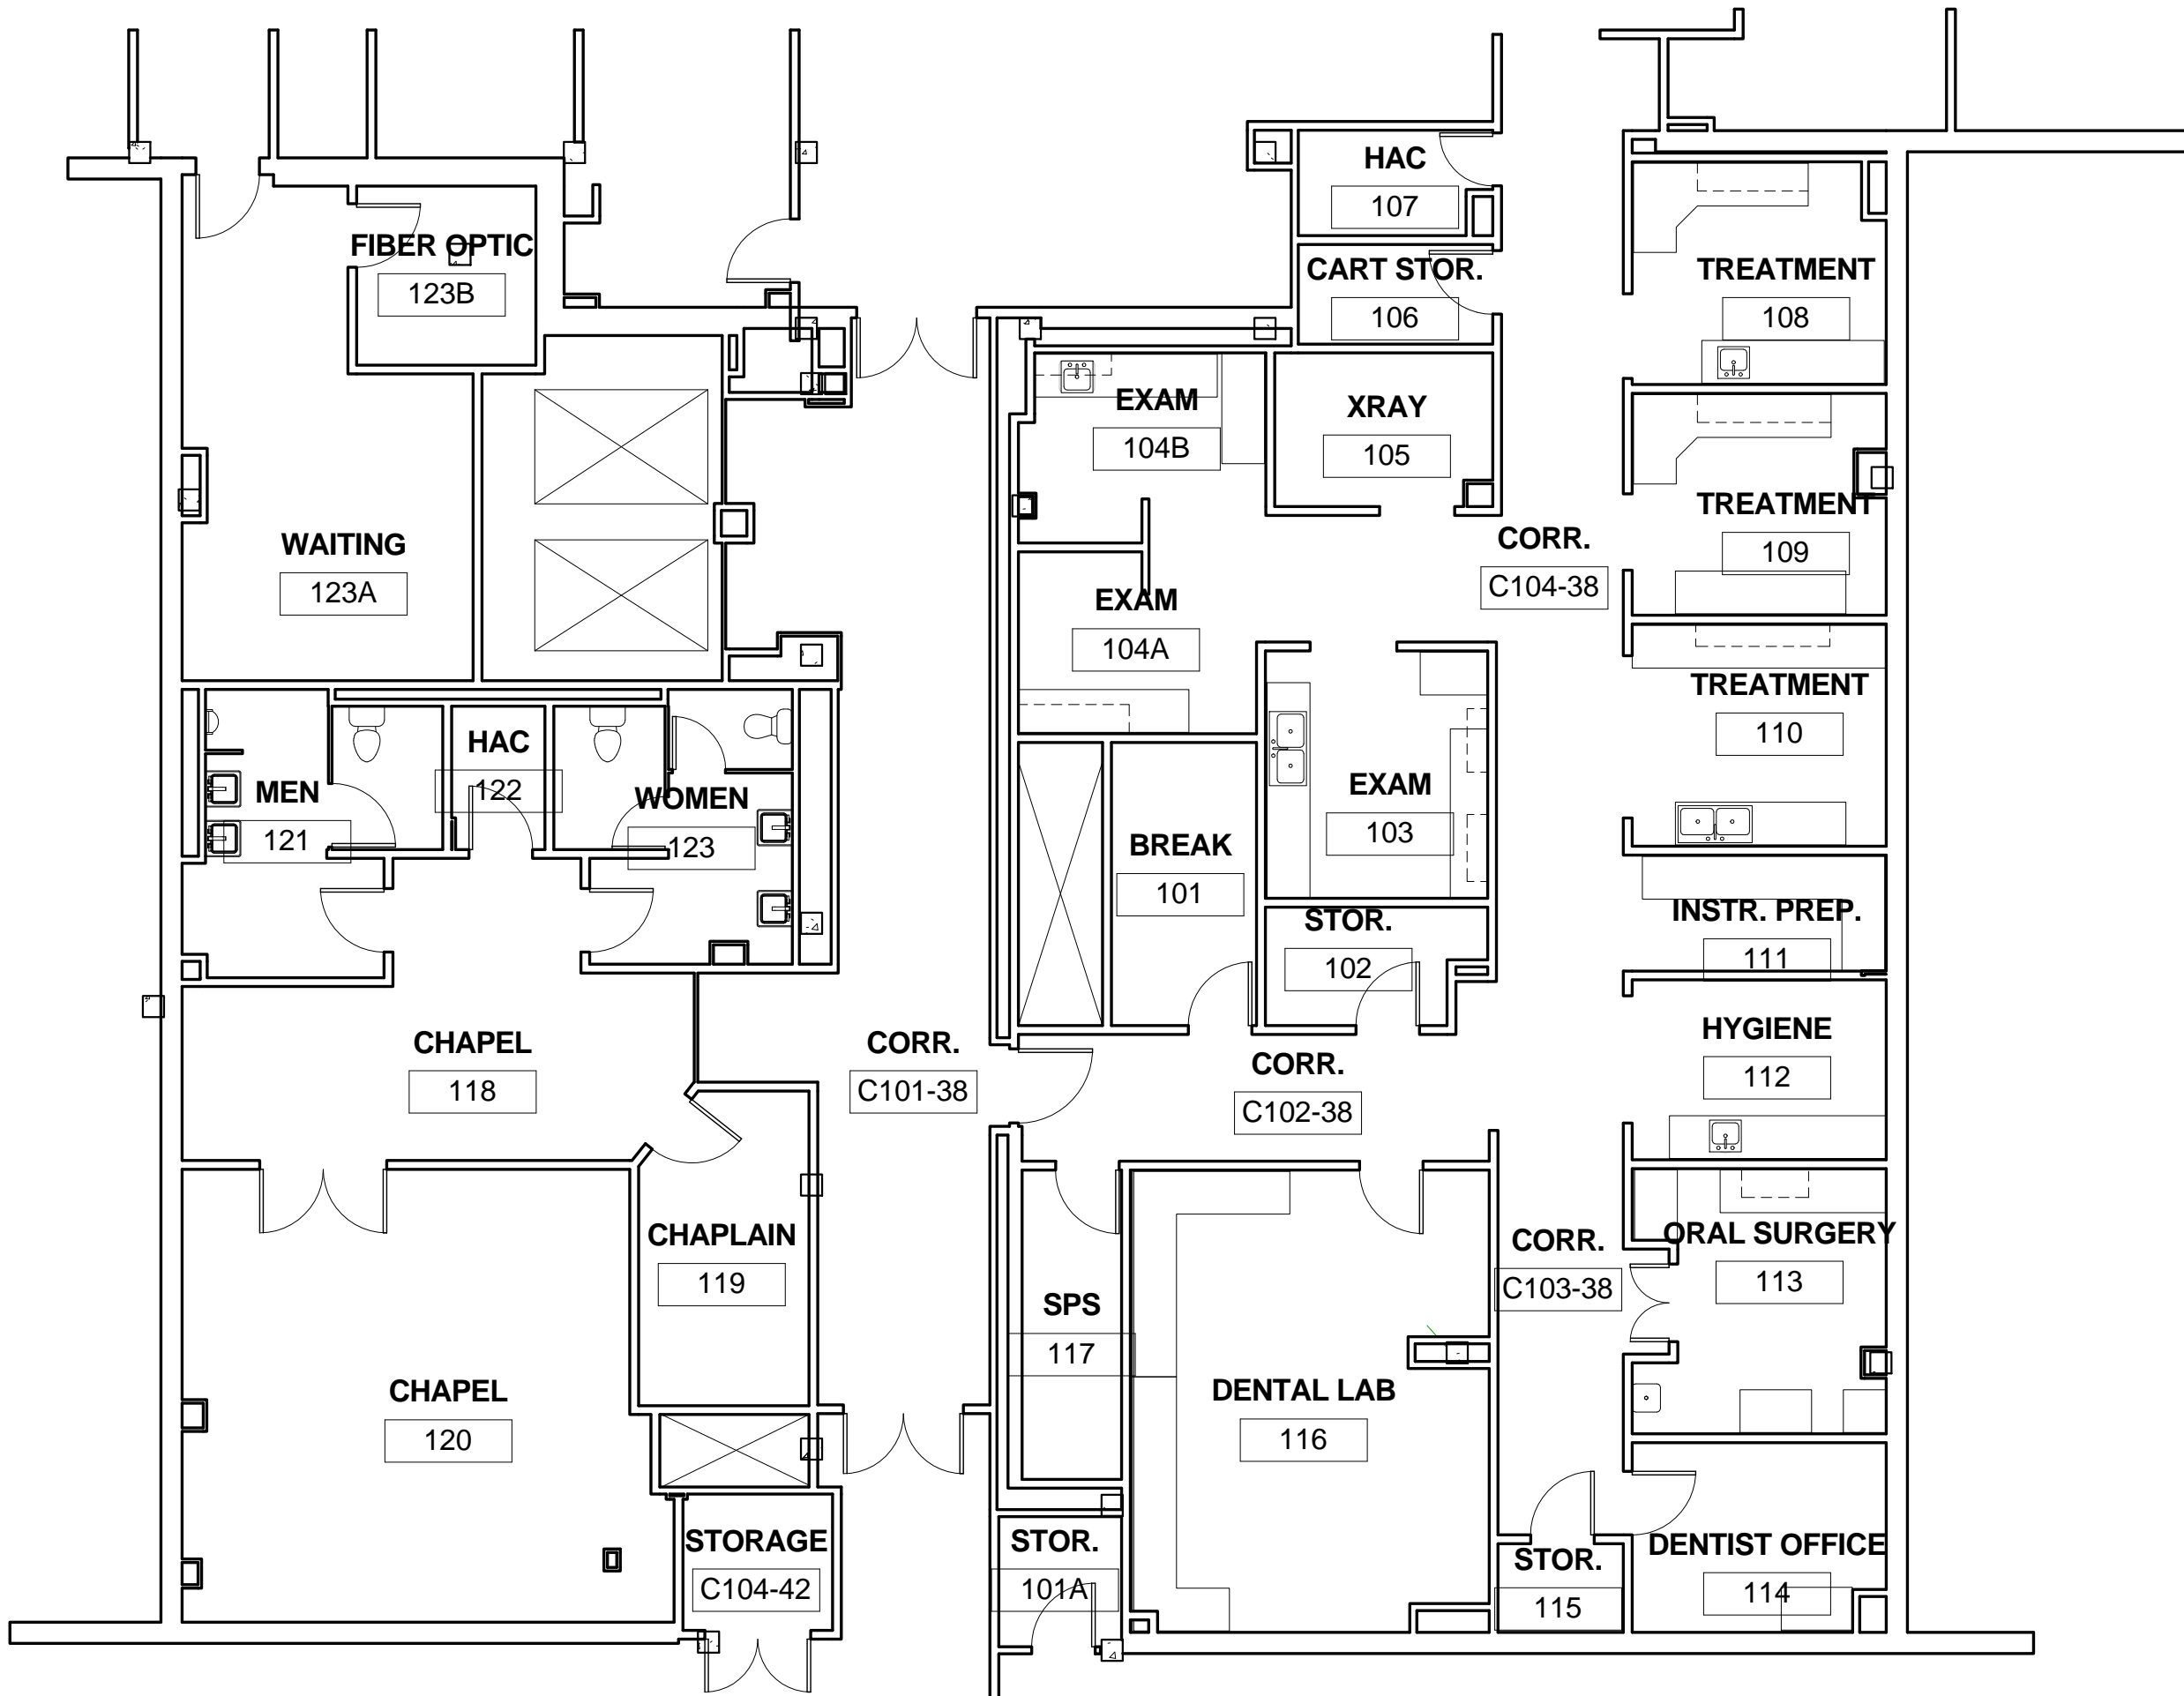 HAC
107
FIBER OPTIC
123B
CART STOR.
106
TREATMENT
108
EXAM
104B
XRAY
105
TREATMENT
109
WAITING
123A
CORR.
C104-38
EXAM
104A
TREATMENT
110
HAC
122
MEN
121
WOMEN
123
EXAM
103
BREAK
101
STOR.
102
INSTR. PREP.
111
CHAPEL
118
CORR.
C101-38
CORR.
C102-38
HYGIENE
112
CHAPLAIN
119
CORR.
C103-38
ORAL SURGERY
113
SPS
117
CHAPEL
120
DENTAL LAB
116
STORAGE
C104-42
STOR.
101A
STOR.
115
DENTIST OFFICE
114